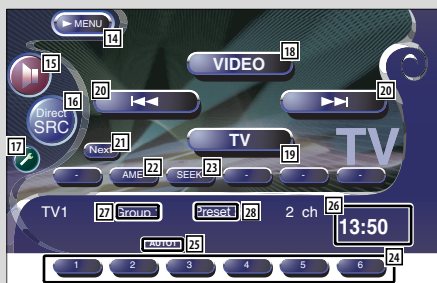 ► MENU
14
15
VIDEO
18
16
20
20
Direct
SRC
21
Next
TV
19
TV
17
22
23
-
AME
SEEK
-
-
-
26
TV1
27
Group
Preset
28
2 ch
13:50
AUTO1
25
24
1
2
3
4
5
6